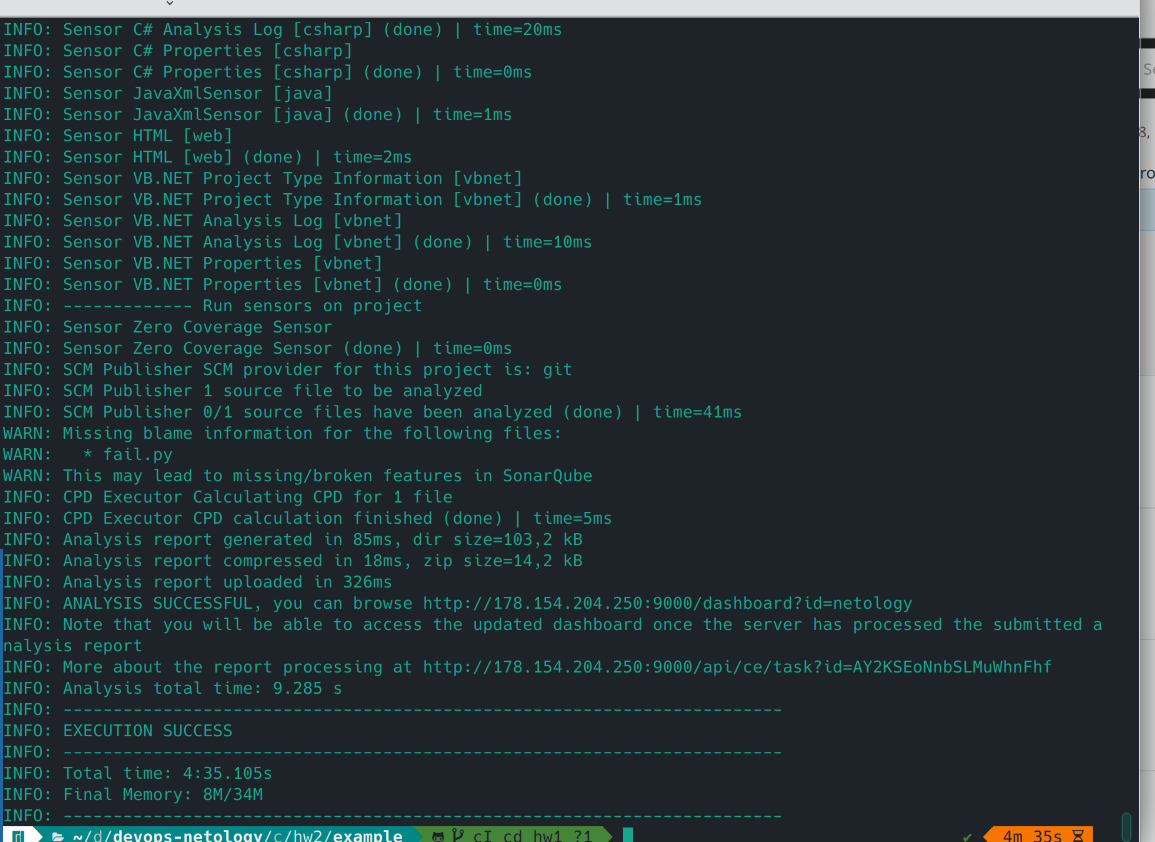 INFO: Sensor C# Analysis Log [csharp] (done) | time=20ms
INFO: Sensor C# Properties [csharp]
INFO: Sensor C# Properties [csharp] (done) | time=0ms
INFO: Sensor JavaXmlSensor [java]
INFO: Sensor JavaXmlSensor [java] (done) | time=1ms
INFO: Sensor HTML [web]
INFO: Sensor HTML [web] (done) | time=2ms
INFO: Sensor VB.NET Project Type Information [vbnet]
INFO: Sensor VB.NET Project Type Information [vbnet] (done) | time=1ms
INFO: Sensor VB.NET Analysis Log [vbnet]
INFO: Sensor VB.NET Analysis Log [vbnet] (done) | time=10ms
INFO: Sensor VB.NET Properties [vbnet]
INFO: Sensor VB.NET Properties [vbnet] (done) | time=0ms
INFO: ------------- Run sensors on project
INFO: Sensor Zero Coverage Sensor
INFO: Sensor Zero Coverage Sensor (done) | time=0ms
INFO: SCM Publisher SCM provider for this project is: git
INFO: SCM Publisher 1 source file to be analyzed
INFO: SCM Publisher 0/1 source files have been analyzed (done) | time=41ms
WARN: Missing blame information for the following files:
WARN:   * fail.py
WARN: This may lead to missing/broken features in SonarQube
INFO: CPD Executor Calculating CPD for 1 file
INFO: CPD Executor CPD calculation finished (done) | time=5ms
INFO: Analysis report generated in 85ms, dir size=103,2 kB
INFO: Analysis report compressed in 18ms, zip size=14,2 kB
INFO: Analysis report uploaded in 326ms
INFO: ANALYSIS SUCCESSFUL, you can browse http://178.154.204.250:9000/dashboard?id=netology
INFO: Note that you will be able to access the updated dashboard once the server has processed the submitted a
nalysis report
INFO: More about the report processing at http://178.154.204.250:9000/api/ce/task?id=AY2KSEoNnbSLMuWhnFhf
INFO: Analysis total time: 9.285 s
INFO: ------------------------------------------------------------------------
INFO: EXECUTION SUCCESS
INFO: ------------------------------------------------------------------------
INFO: Total time: 4:35.105s
INFO: Final Memory: 8M/34M
INFO: ------------------------------------------------------------------------
~/d/devops-netology/c/hw2/example cI_cd_hw1 ?1 ✔ 4m 35s